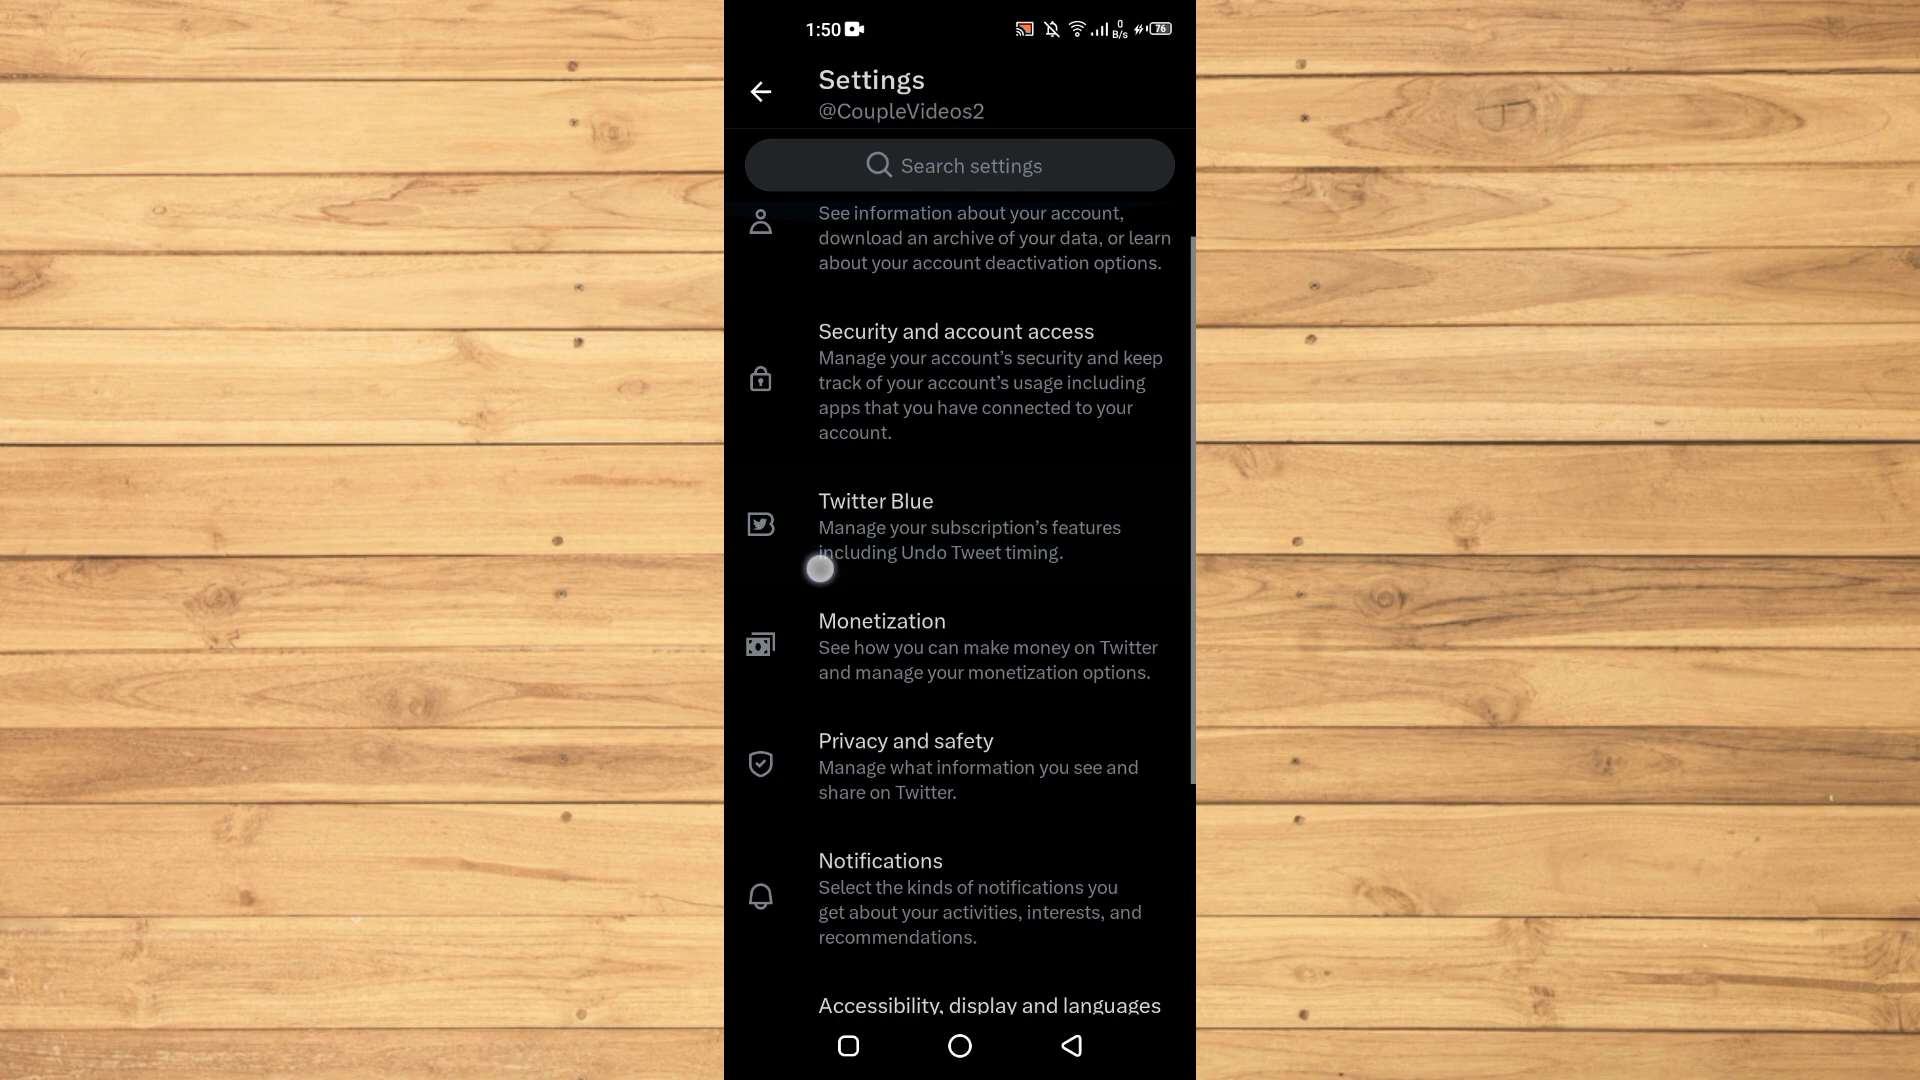 1:50
0
B/s
76
Settings
@CoupleVideos2
Search settings
See information about your account,
download an archive of your data, or learn
about your account deactivation options.
Security and account access
Manage your account’s security and keep
track of your account’s usage including
apps that you have connected to your
account.
Twitter Blue
Manage your subscription’s features
including Undo Tweet timing.
Monetization
See how you can make money on Twitter
and manage your monetization options.
Privacy and safety
Manage what information you see and
share on Twitter.
Notifications
Select the kinds of notifications you
get about your activities, interests, and
recommendations.
Accessibility, display and languages